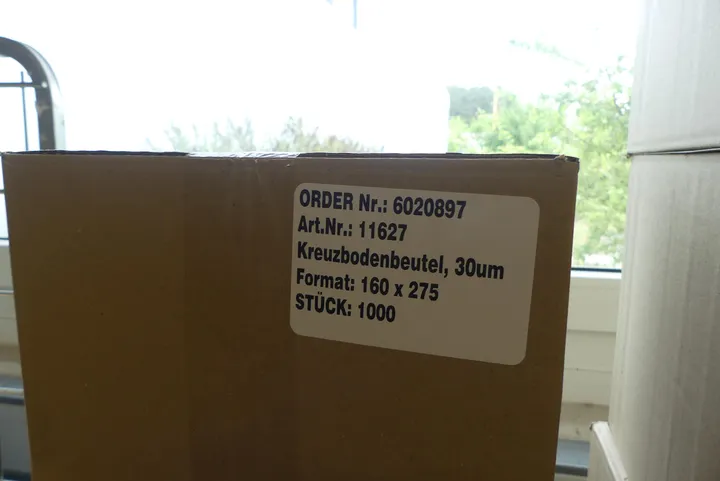 ORDER Nr.: 6020897
Art.Nr.: 11627
Kreuzbodenbeutel, 30um
Format: 160 x 275
STÜCK: 1000